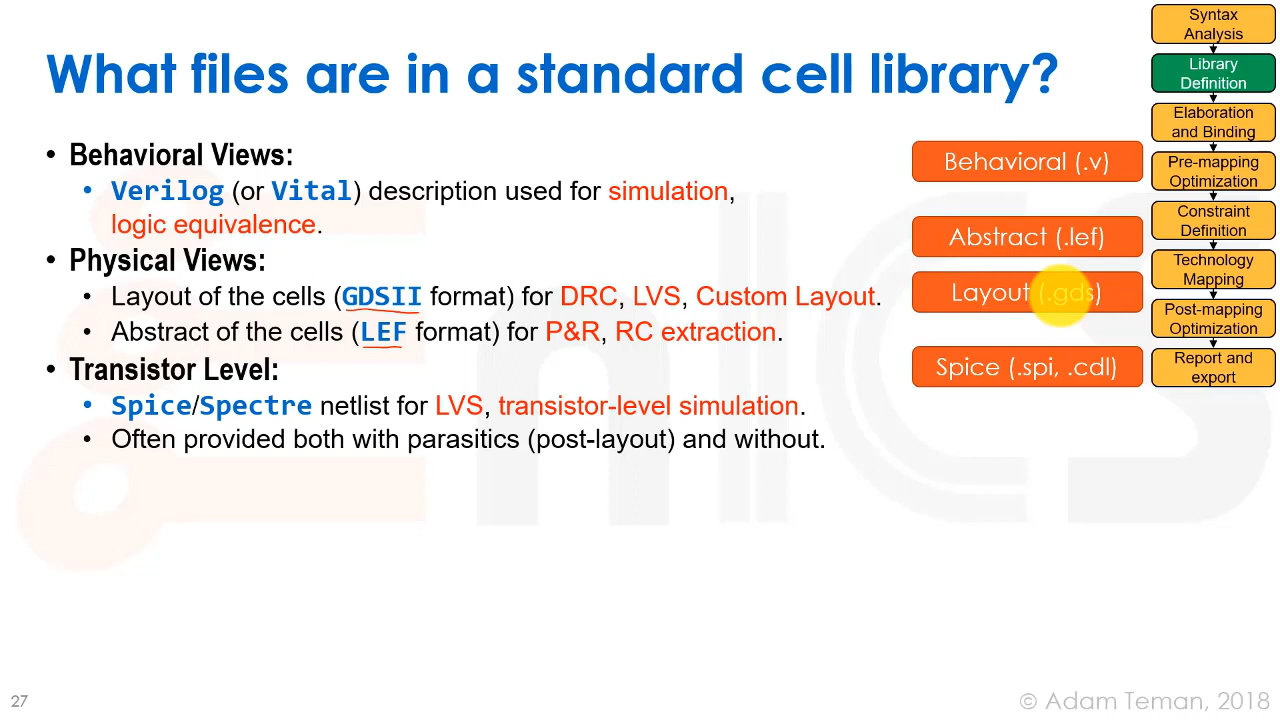 What files are in a standard cell library?
• Behavioral Views:
• Verilog (or Vital) description used for simulation,
logic equivalence.
• Physical Views:
• Layout of the cells (GDSII format) for DRC, LVS, Custom Layout.
• Abstract of the cells (LEF format) for P&R, RC extraction.
• Transistor Level:
• Spice/Spectre netlist for LVS, transistor-level simulation.
• Often provided both with parasitics (post-layout) and without.
Behavioral (.v)
Abstract (.lef)
Layout (.gds)
Spice (.spi, .cdl)
Syntax
Analysis
Library
Definition
Elaboration
and Binding
Pre-mapping
Optimization
Constraint
Definition
Technology
Mapping
Post-mapping
Optimization
Report and
export
EnICS
27
© Adam Teman, 2018